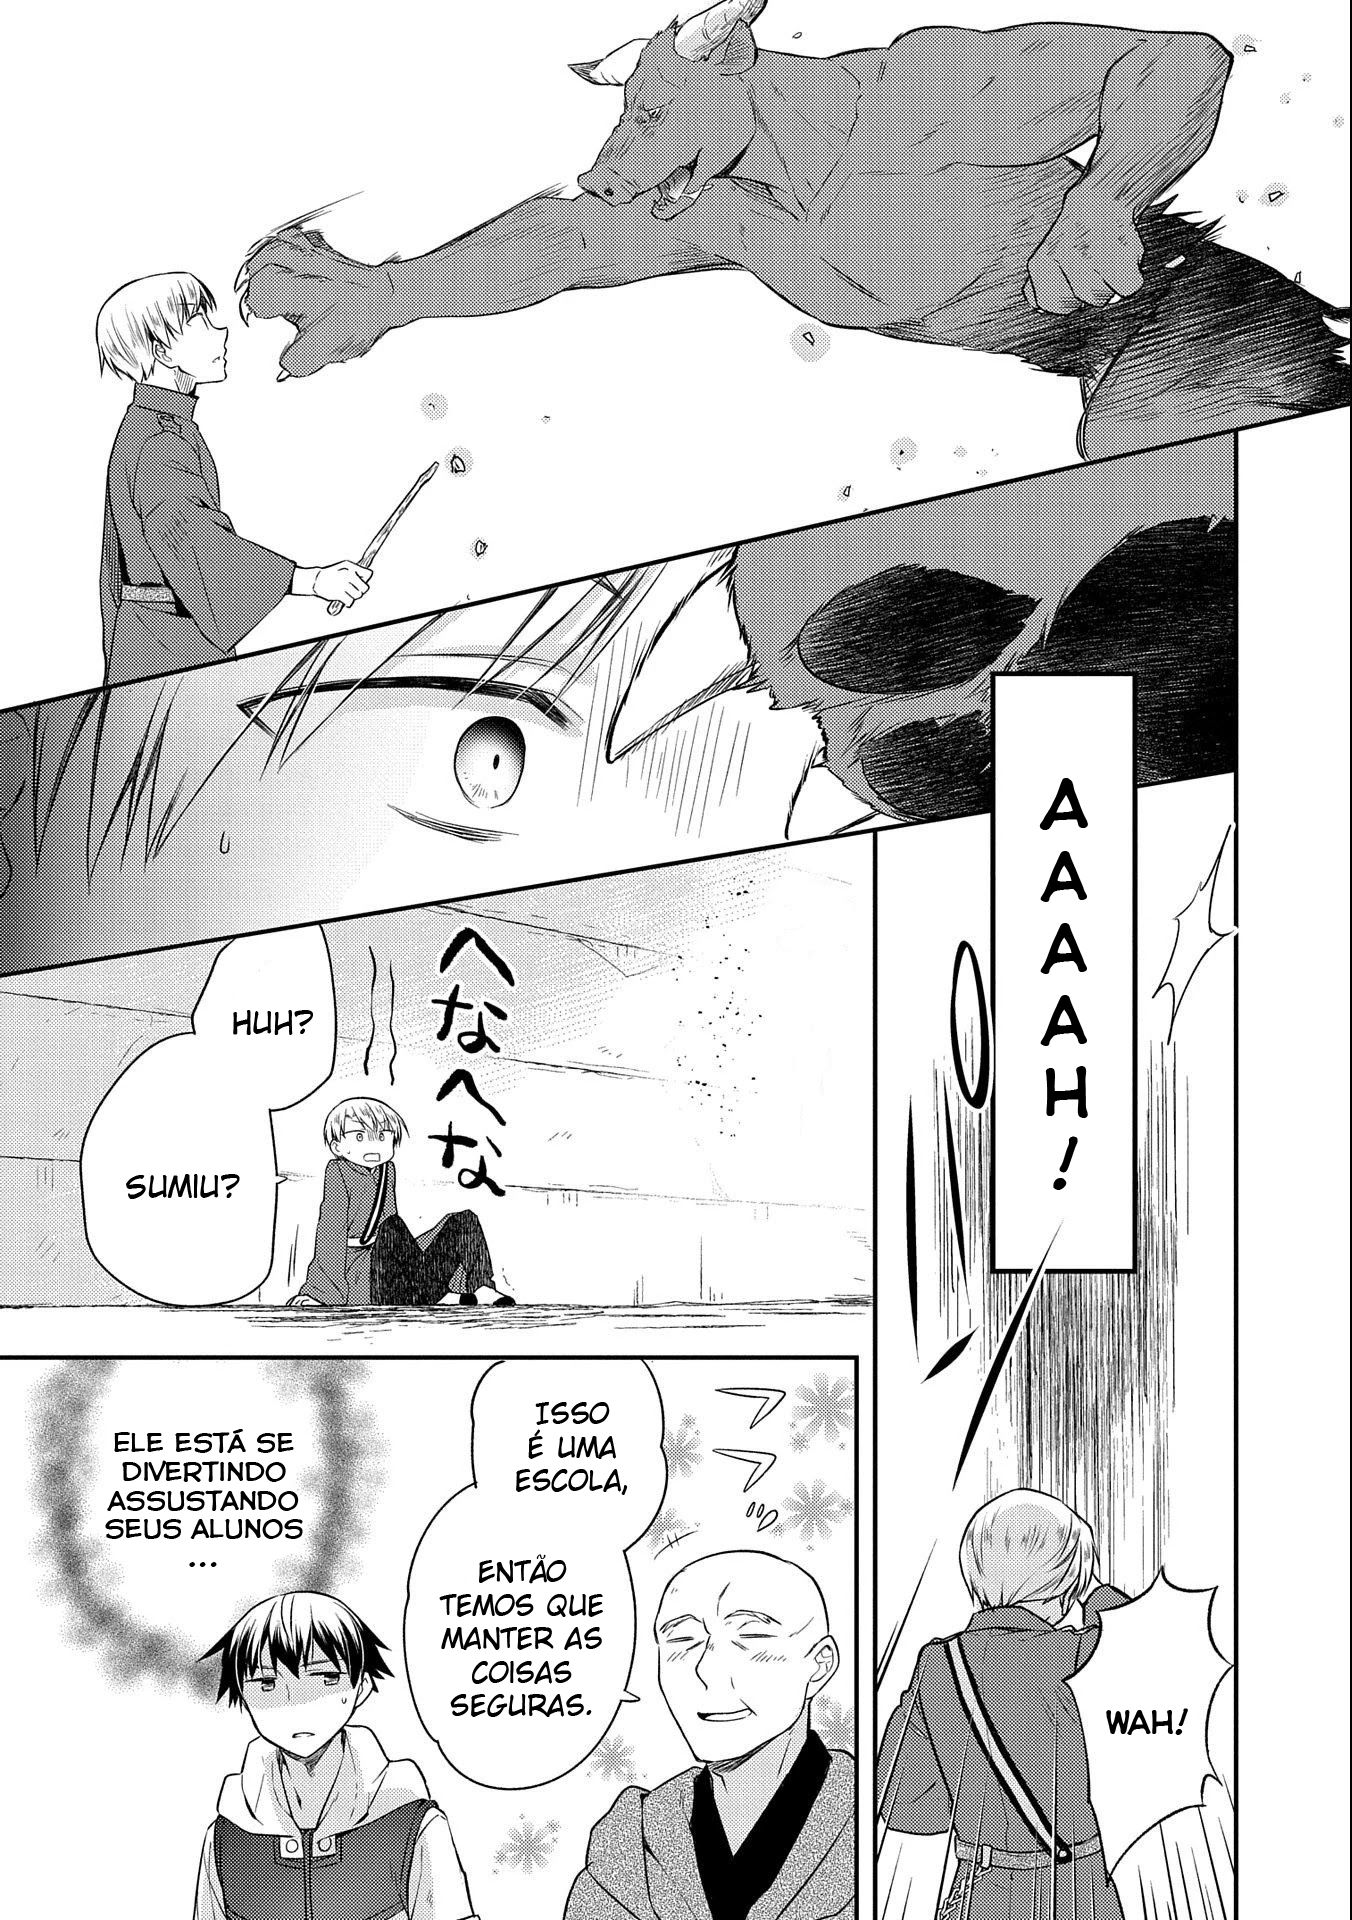 AAAAH!
WAH!
HUH?
SUMIU?
へなへな
ISSO
É UMA
ESCOLA,
ENTÃO
TEMOS QUE
MANTER AS
COISAS
SEGURAS.
ELE ESTÁ SE
DIVERTINDO
ASSUSTANDO
SEUS ALUNOS
...